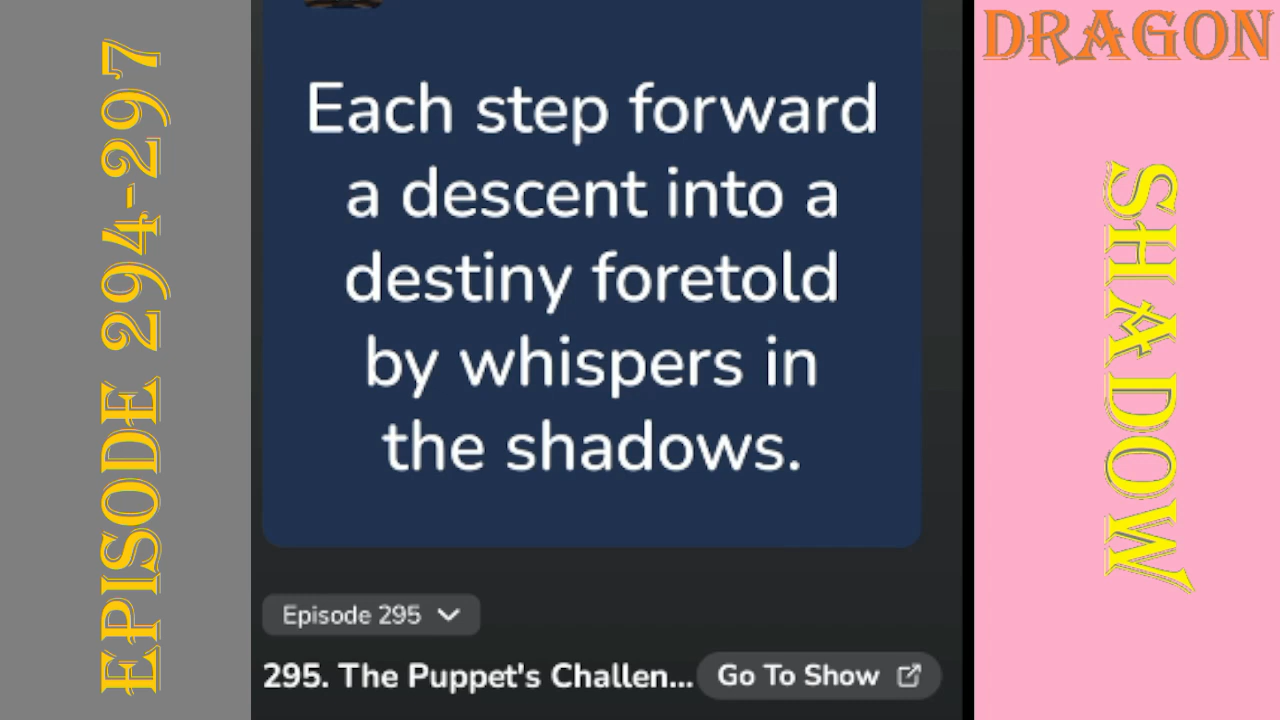 EPISODE 294-297
Each step forward
a descent into a
destiny foretold
by whispers in
the shadows.
Episode 295
295. The Puppet's Challen...
Go To Show
DRAGON
SHADOW